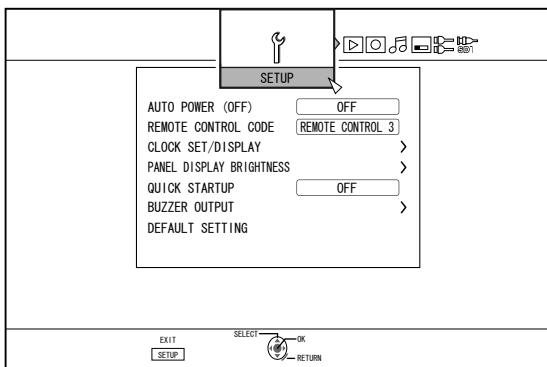 SETUP
AUTO POWER (OFF) OFF
REMOTE CONTROL CODE REMOTE CONTROL 3
CLOCK SET/DISPLAY
PANEL DISPLAY BRIGHTNESS
QUICK STARTUP OFF
BUZZER OUTPUT
DEFAULT SETTING
EXIT
SETUP
SELECT
OK
RETURN